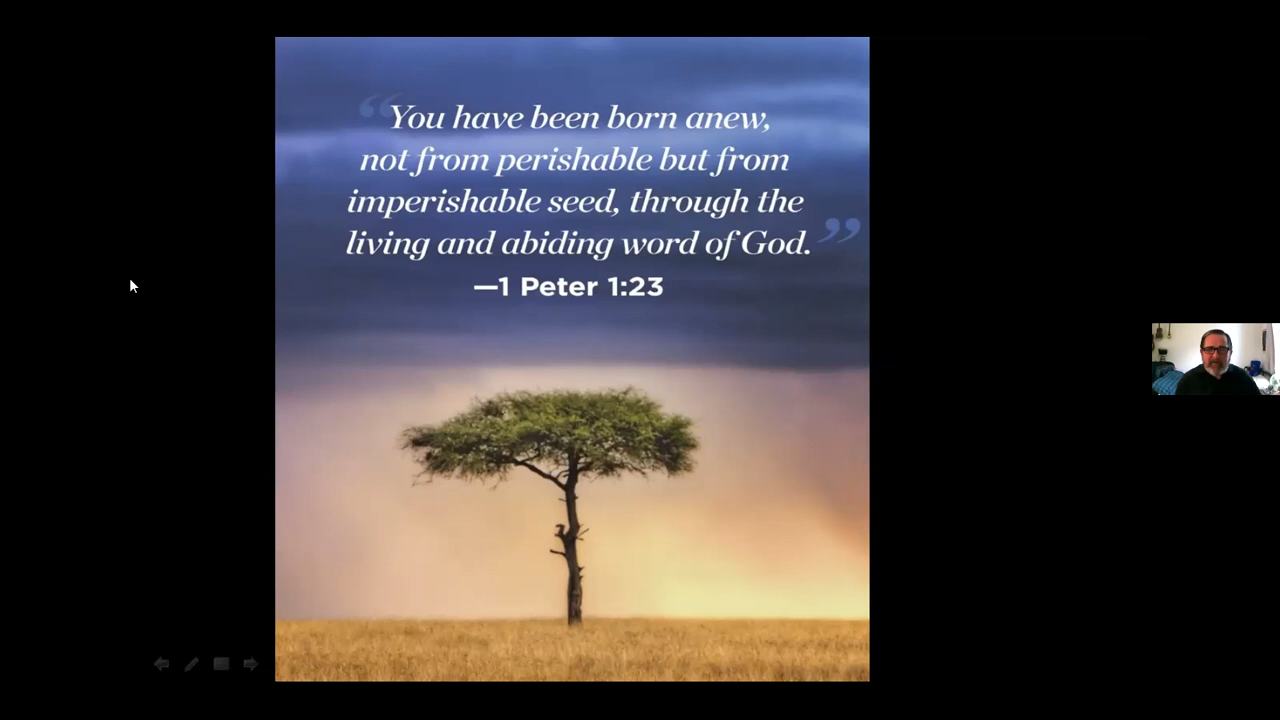 “You have been born anew,
not from perishable but from
imperishable seed, through the
living and abiding word of God.”
—1 Peter 1:23